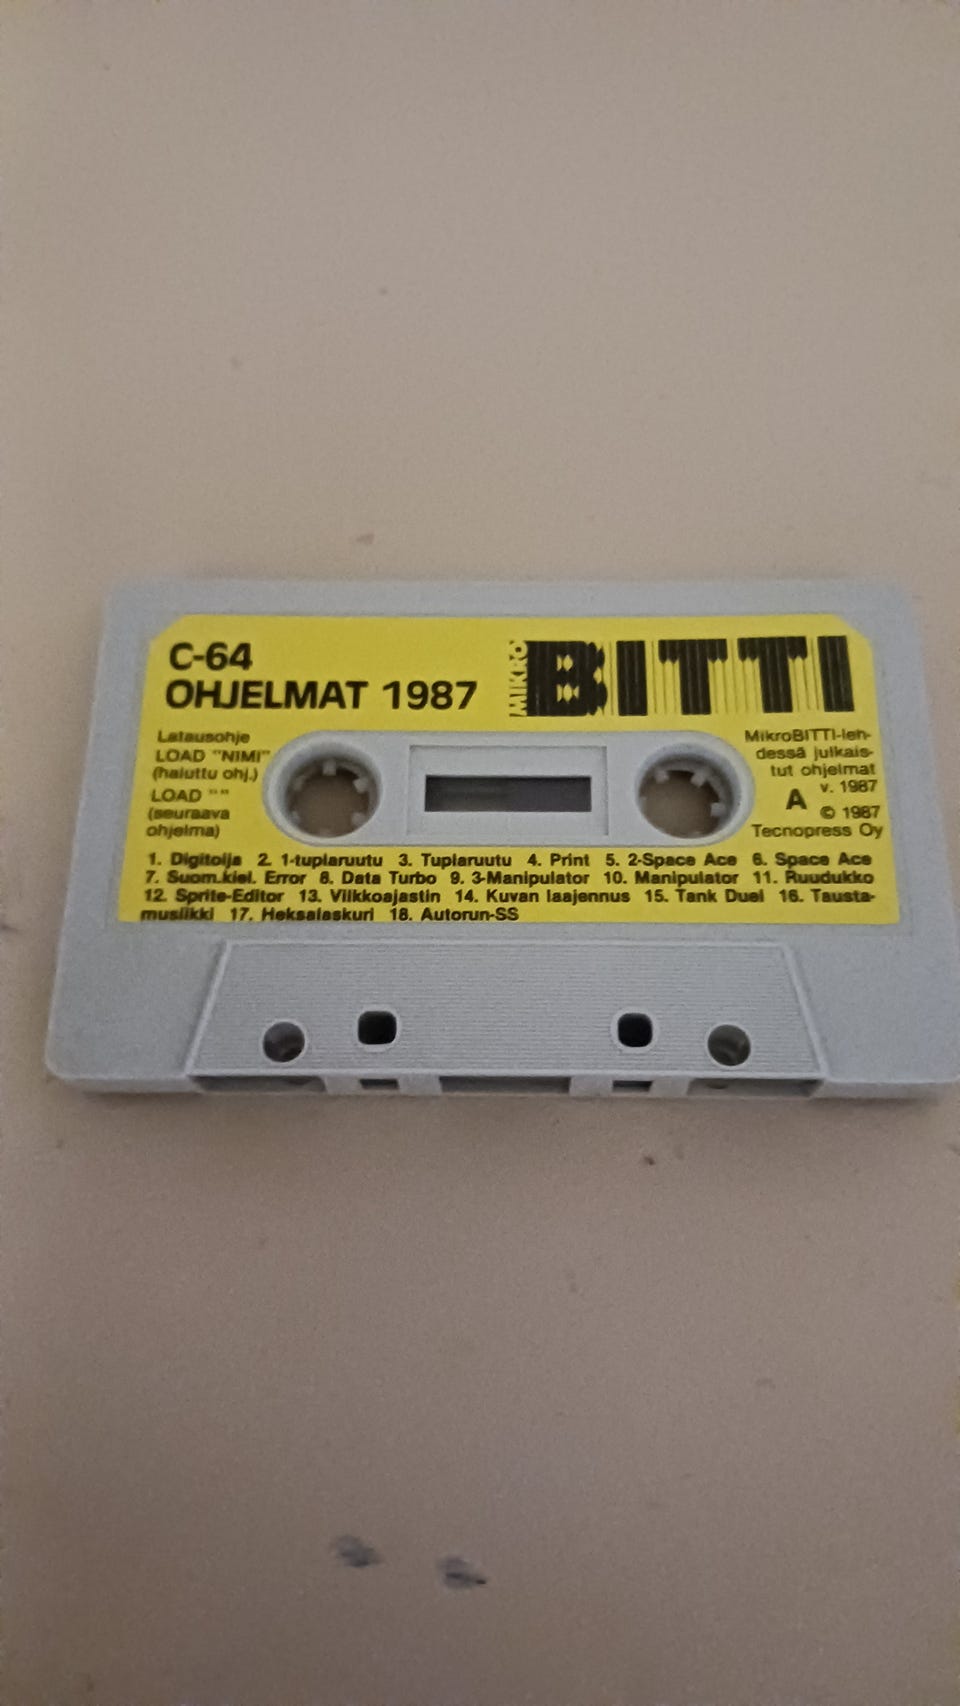 C-64
OHJELMAT 1987
MIKRO BITTI
Latausohje
LOAD "NIMI"
(haluttu ohj.)
LOAD ""
(seuraava
ohjelma)
MikroBITTI-leh-
dessä julkais-
tut ohjelmat
v. 1987
A © 1987
Tecnopress Oy
1. Digitoija 2. 1-tuplaruutu 3. Tuplaruutu 4. Print 5. 2-Space Ace 6. Space Ace
7. Suom.kiel. Error 8. Data Turbo 9. 3-Manipulator 10. Manipulator 11. Ruudukko
12. Sprite-Editor 13. Viikkoajastin 14. Kuvan laajennus 15. Tank Duel 16. Tausta-
musiikki 17. Heksalaskuri 18. Autorun-SS